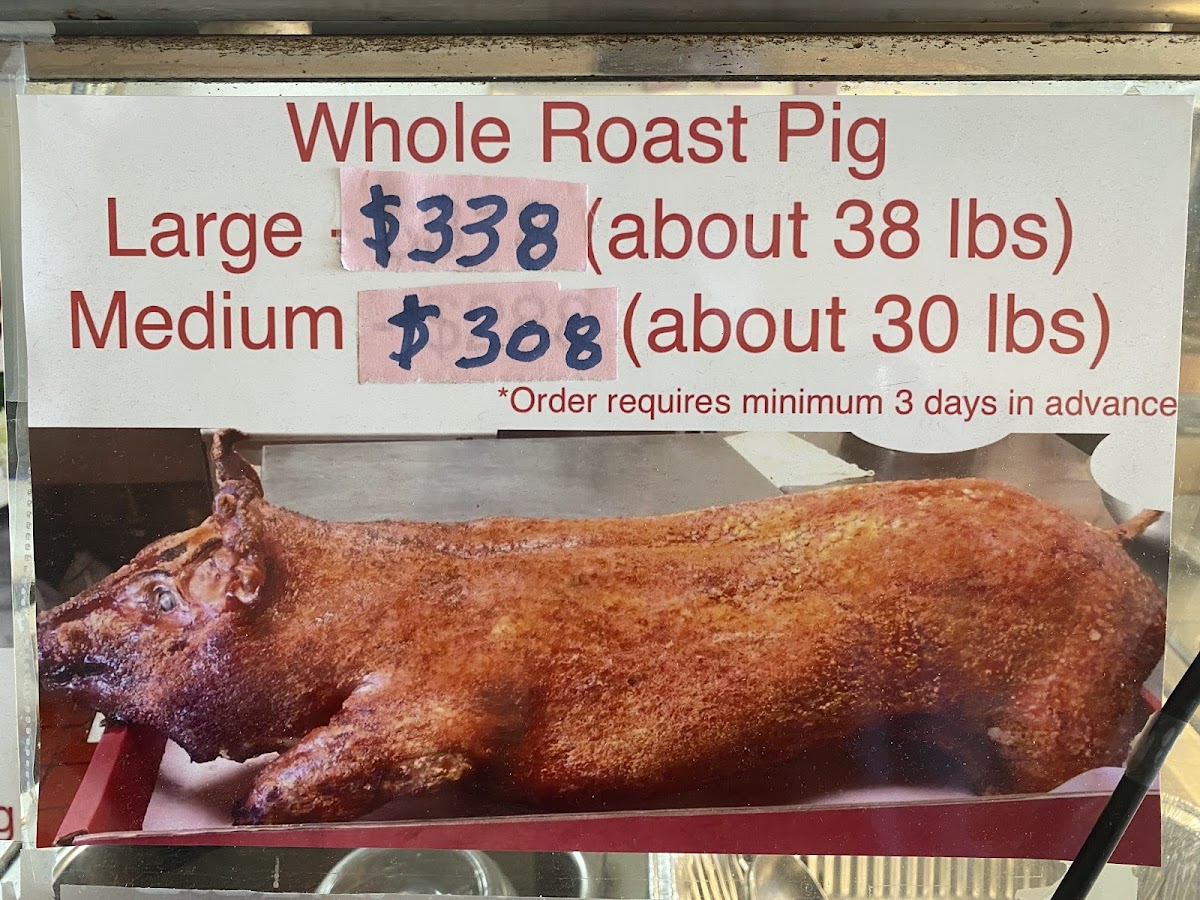 Whole Roast Pig
Large - $338 (about 38 lbs)
Medium $308 (about 30 lbs)
*Order requires minimum 3 days in advance
g